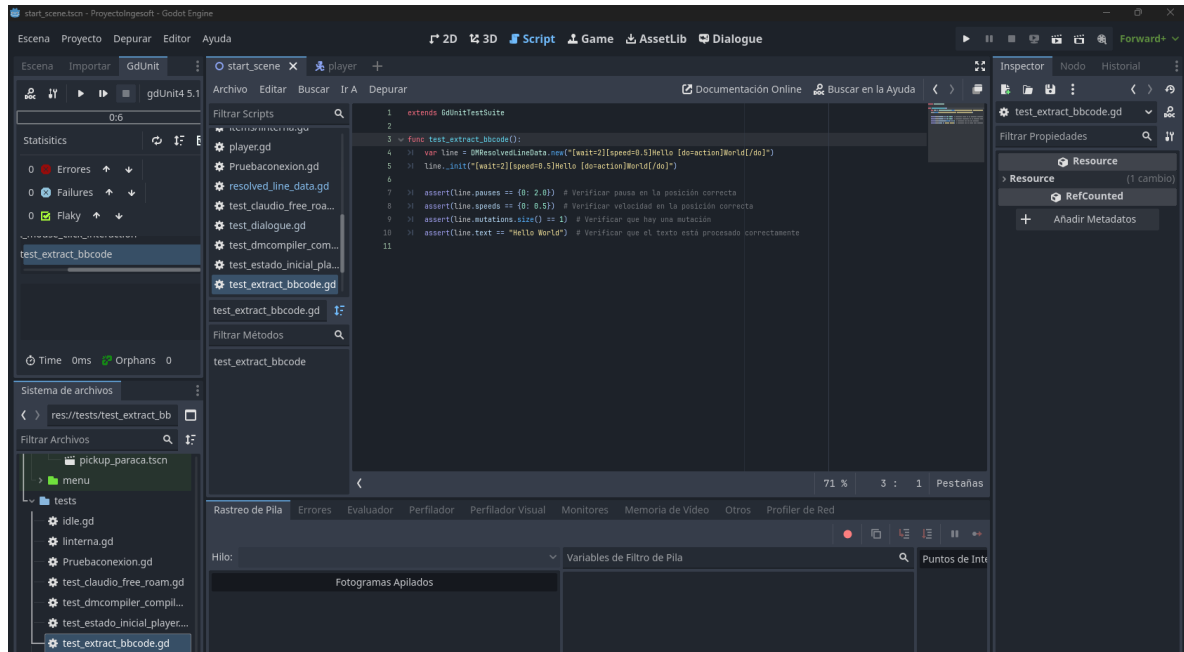 start_scene.tscn - ProyectoIngesoft - Godot Engine
Escena Proyecto Depurar Editor Ayuda
2D 3D Script Game AssetLib Dialogue
Forward+
Escena Importar GdUnit
gdUnit4 5.1
0:6
Statisitics
0 Errores
0 Failures
0 Flaky
test_extract_bbcode
Time 0ms Orphans 0
Sistema de archivos
res://tests/test_extract_bb
Filtrar Archivos
pickup_paraca.tscn
menu
tests
idle.gd
linterna.gd
Pruebaconexion.gd
test_claudio_free_roam.gd
test_dmcompiler_compil...
test_estado_inicial_player....
test_extract_bbcode.gd
start_scene player
Archivo Editar Buscar Ir A Depurar
Documentación Online Buscar en la Ayuda
Filtrar Scripts
player.gd
Pruebaconexion.gd
resolved_line_data.gd
test_claudio_free_roa...
test_dialogue.gd
test_dmcompiler_com...
test_estado_inicial_pla...
test_extract_bbcode.gd
test_extract_bbcode.gd
Filtrar Métodos
test_extract_bbcode
1 extends GdUnitTestSuite
2
3 func test_extract_bbcode():
4 var line = DMResolvedLineData.new("[wait=2][speed=0.5]Hello [do=action]World[/do]")
5 line._init("[wait=2][speed=0.5]Hello [do=action]World[/do]")
6
7 assert(line.pauses == {0: 2.0}) # Verificar pausa en la posición correcta
8 assert(line.speeds == {0: 0.5}) # Verificar velocidad en la posición correcta
9 assert(line.mutations.size() == 1) # Verificar que hay una mutación
10 assert(line.text == "Hello World") # Verificar que el texto está procesado correctamente
11
71 % 3 : 1 Pestañas
Rastreo de Pila Errores Evaluador Perfilador Perfilador Visual Monitores Memoria de Vídeo Otros Profiler de Red
Hilo:
Variables de Filtro de Pila
Puntos de Inte
Fotogramas Apilados
Inspector Nodo Historial
test_extract_bbcode.gd
Filtrar Propiedades
Resource
Resource (1 cambio)
RefCounted
Añadir Metadatos